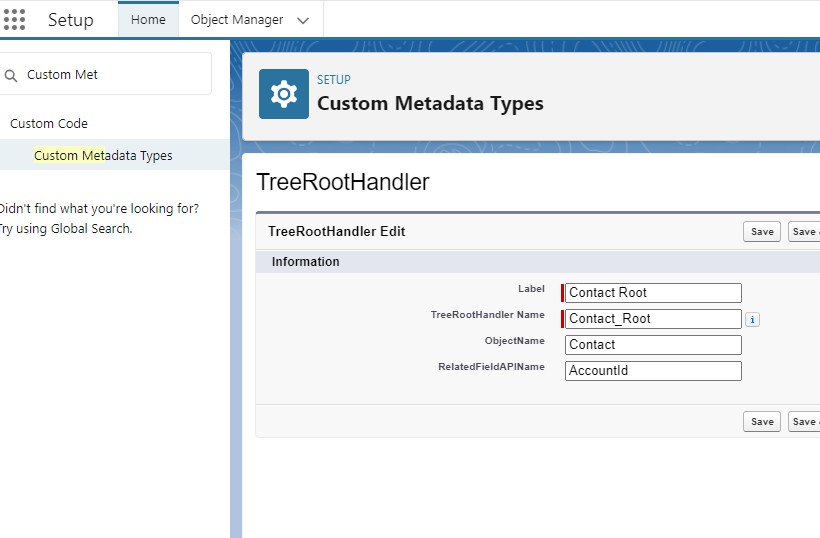 Setup
Home
Object Manager
Custom Met
Custom Code
Custom Metadata Types
Didn't find what you're looking for?
Try using Global Search.
SETUP
Custom Metadata Types
TreeRootHandler
TreeRootHandler Edit
Save
Save
Information
Label
Contact Root
TreeRootHandler Name
Contact_Root
i
ObjectName
Contact
RelatedFieldAPIName
AccountId
Save
Save